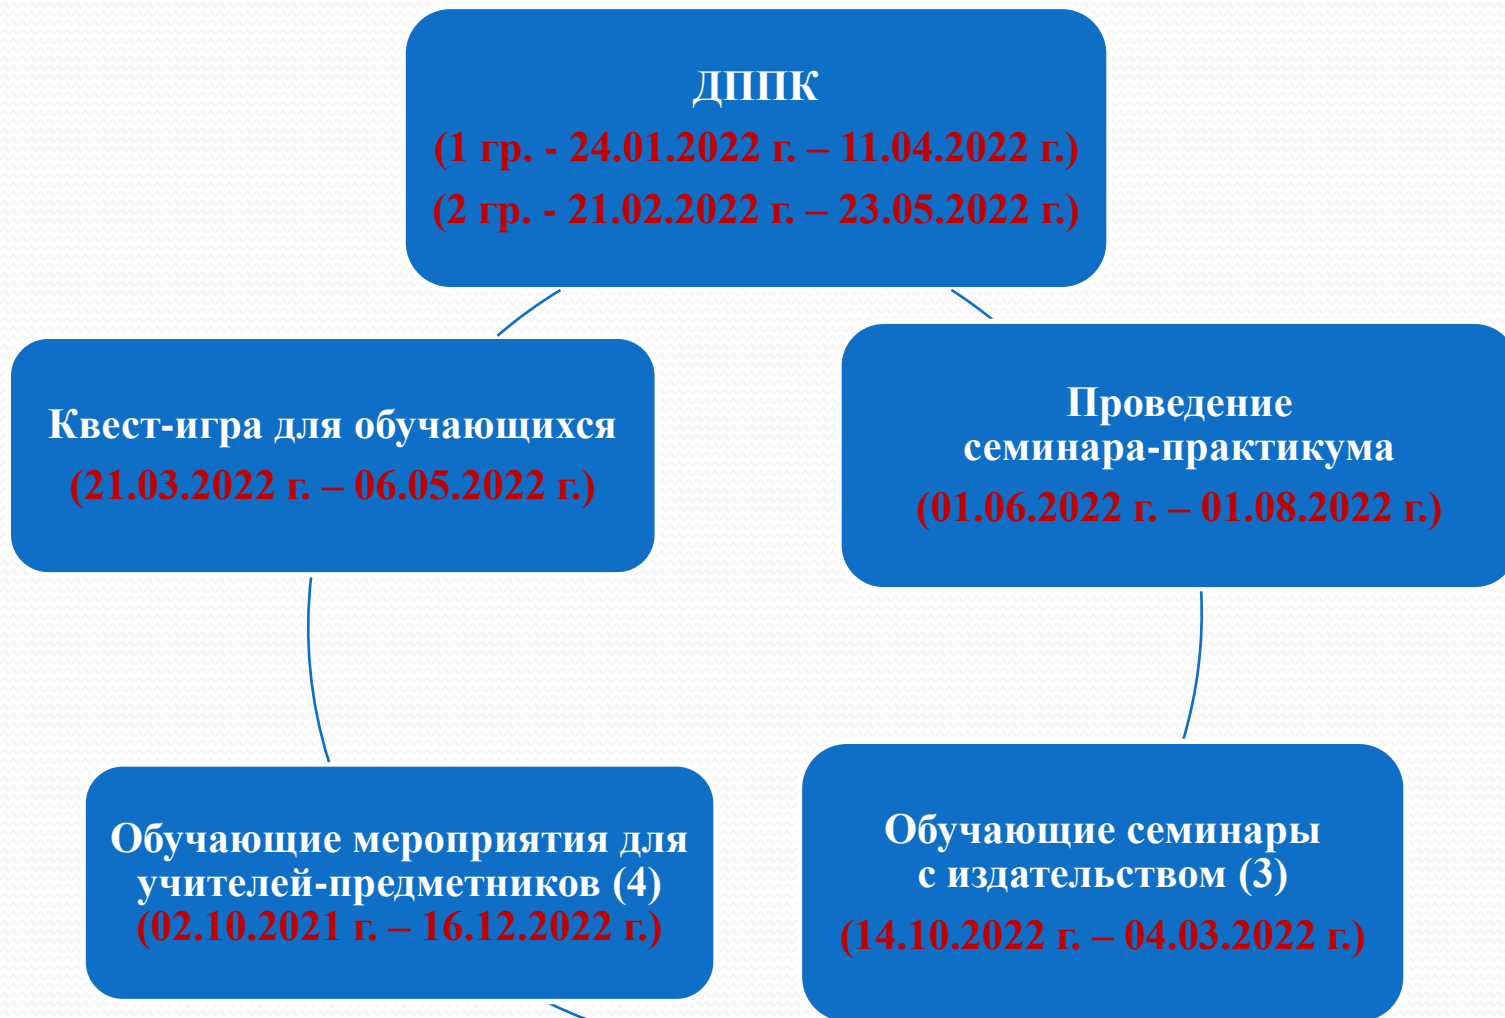 ДППК
(1 гр. - 24.01.2022 г. – 11.04.2022 г.)
(2 гр. - 21.02.2022 г. – 23.05.2022 г.)
Квест-игра для обучающихся
(21.03.2022 г. – 06.05.2022 г.)
Проведение
семинара-практикума
(01.06.2022 г. – 01.08.2022 г.)
Обучающие мероприятия для
учителей-предметников (4)
(02.10.2021 г. – 16.12.2022 г.)
Обучающие семинары
с издательством (3)
(14.10.2022 г. – 04.03.2022 г.)